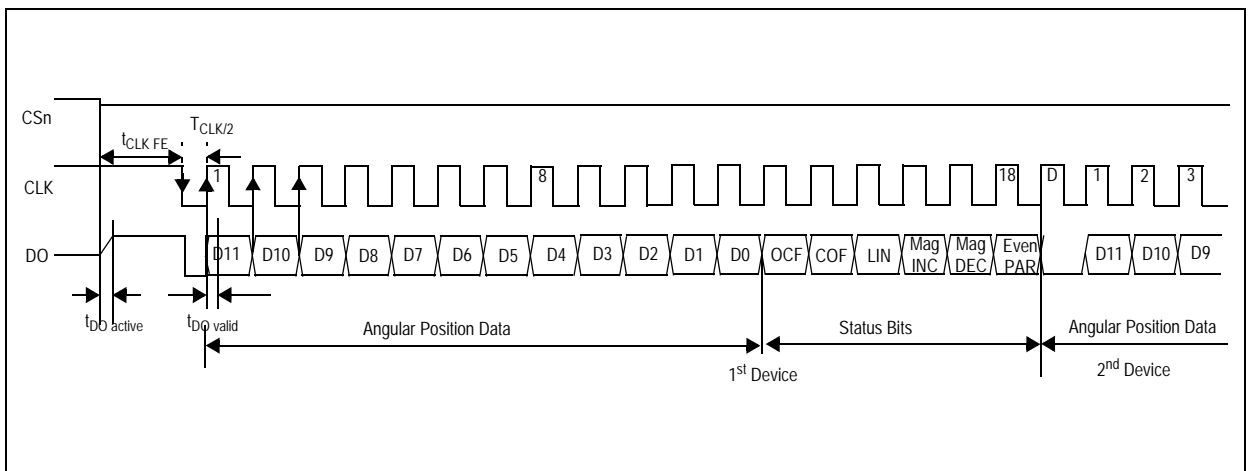 CSn
tCLK FE
TCLK/2
CLK
1
8
18
D
1
2
3
DO
D11
D10
D9
D8
D7
D6
D5
D4
D3
D2
D1
D0
OCF
COF
LIN
Mag
INC
Mag
DEC
Even
PAR
D11
D10
D9
tDO active
tDO valid
Angular Position Data
Status Bits
Angular Position Data
1st Device
2nd Device